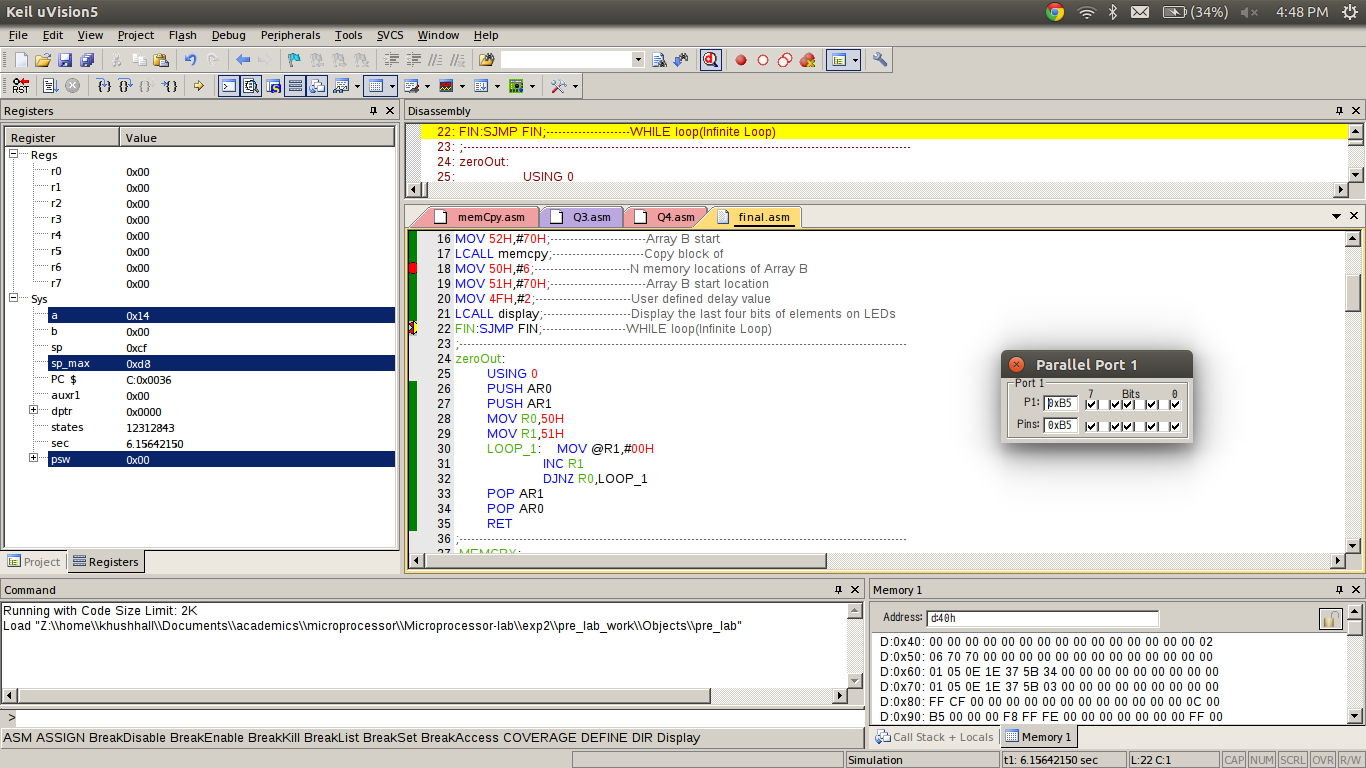 Keil uVision5
(34%) 4:48 PM
File Edit View Project Flash Debug Peripherals Tools SVCS Window Help
RST
Registers
Register Value
Regs
r0 0x00
r1 0x00
r2 0x00
r3 0x00
r4 0x00
r5 0x00
r6 0x00
r7 0x00
Sys
a 0x14
b 0x00
sp 0xcf
sp_max 0xd8
PC $ C:0x0036
auxr1 0x00
dptr 0x0000
states 12312843
sec 6.15642150
psw 0x00
Project Registers
Disassembly
22: FIN:SJMP FIN;---------------------WHILE loop(Infinite Loop)
23: ;----------------------------------------------------------------------------------------------------------------
24: zeroOut:
25: USING 0
memCpy.asm Q3.asm Q4.asm final.asm
16 MOV 52H,#70H;------------------------Array B start
17 LCALL memcpy;-----------------------Copy block of
18 MOV 50H,#6;------------------------N memory locations of Array B
19 MOV 51H,#70H;------------------------Array B start location
20 MOV 4FH,#2;------------------------User defined delay value
21 LCALL display;----------------------Display the last four bits of elements on LEDs
22 FIN:SJMP FIN;---------------------WHILE loop(Infinite Loop)
23 ;----------------------------------------------------------------------------------------------------------------
24 zeroOut:
25 USING 0
26 PUSH AR0
27 PUSH AR1
28 MOV R0,50H
29 MOV R1,51H
30 LOOP_1: MOV @R1,#00H
31 INC R1
32 DJNZ R0,LOOP_1
33 POP AR1
34 POP AR0
35 RET
36 ;----------------------------------------------------------------------------------------------------------------
37 MEMCPY:
Parallel Port 1
Port 1
7 Bits 0
P1: 0xB5
Pins: 0xB5
Command
Running with Code Size Limit: 2K
Load "Z:\\home\\khushhall\\Documents\\academics\\microprocessor\\Microprocessor-lab\\exp2\\pre_lab_work\\Objects\\pre_lab"
>
ASM ASSIGN BreakDisable BreakEnable BreakKill BreakList BreakSet BreakAccess COVERAGE DEFINE DIR Display
Memory 1
Address: d:40h
D:0x40: 00 00 00 00 00 00 00 00 00 00 00 00 00 00 00 02
D:0x50: 06 70 70 00 00 00 00 00 00 00 00 00 00 00 00 00
D:0x60: 01 05 0E 1E 37 5B 34 00 00 00 00 00 00 00 00 00
D:0x70: 01 05 0E 1E 37 5B 03 00 00 00 00 00 00 00 00 00
D:0x80: FF CF 00 00 00 00 00 00 00 00 00 00 00 00 0C 00
D:0x90: B5 00 00 00 F8 FF FE 00 00 00 00 00 00 00 FF 00
Call Stack + Locals Memory 1
Simulation t1: 6.15642150 sec L:22 C:1 CAP NUM SCRL OVR R/W